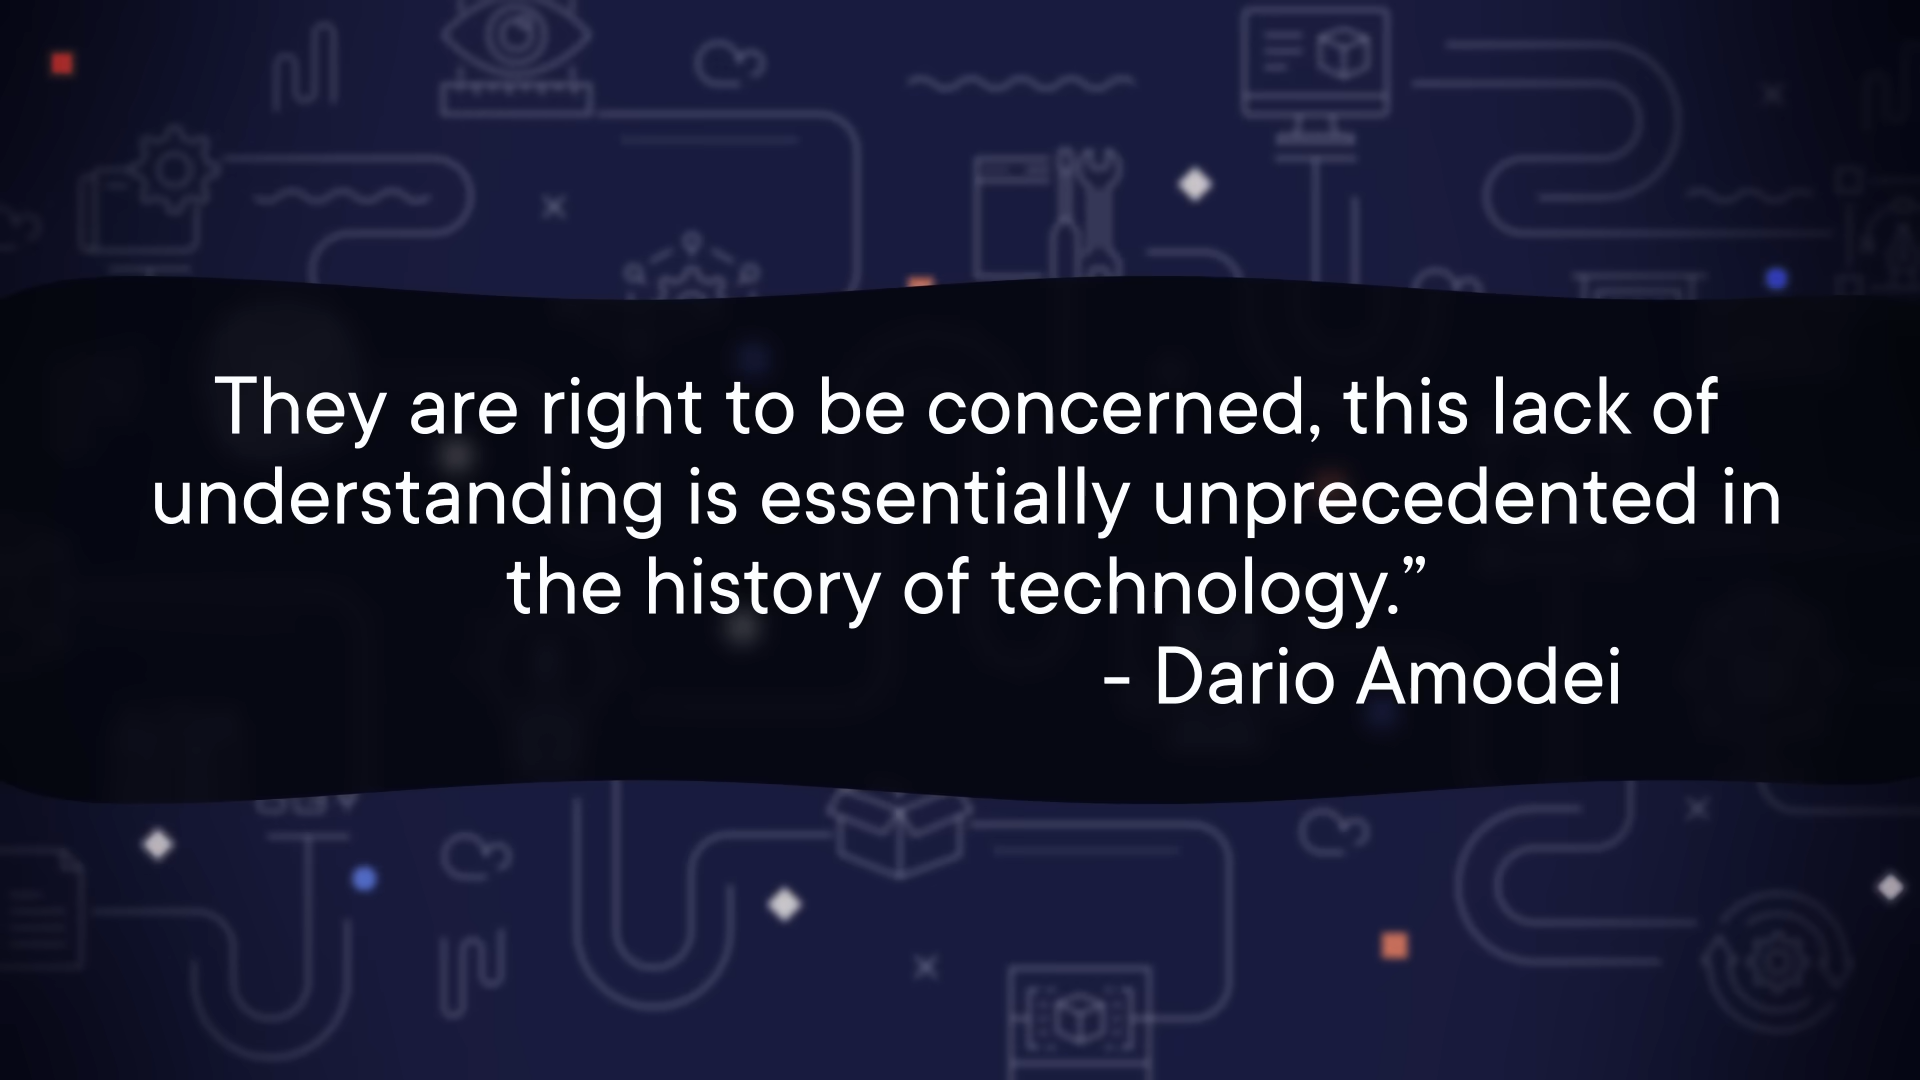 They are right to be concerned, this lack of
understanding is essentially unprecedented in
the history of technology.”
- Dario Amodei